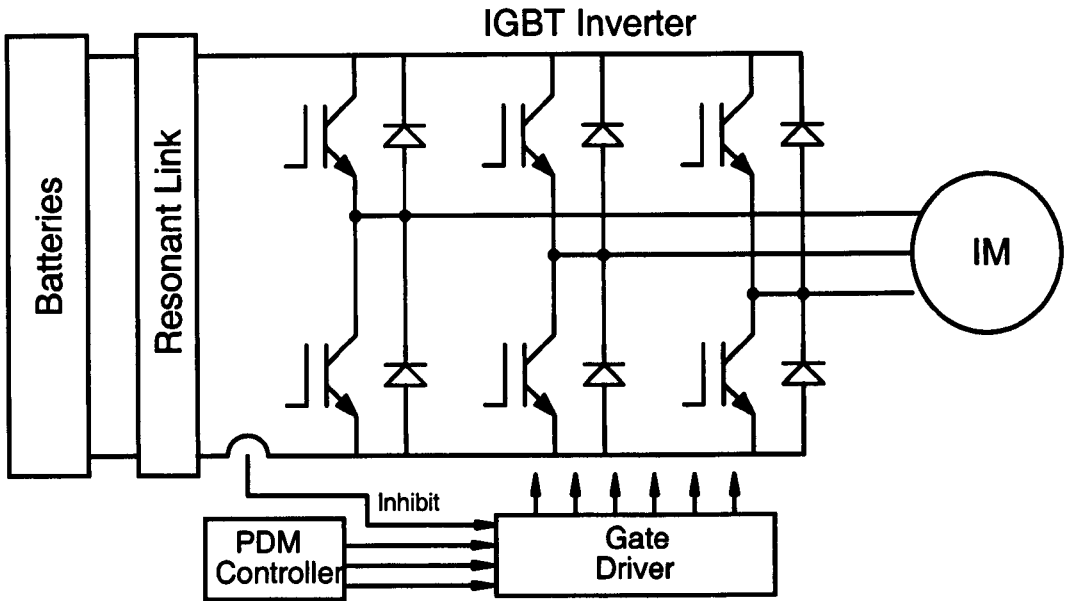 IGBT Inverter
Batteries
Resonant Link
IM
Inhibit
PDM
Controller
Gate
Driver